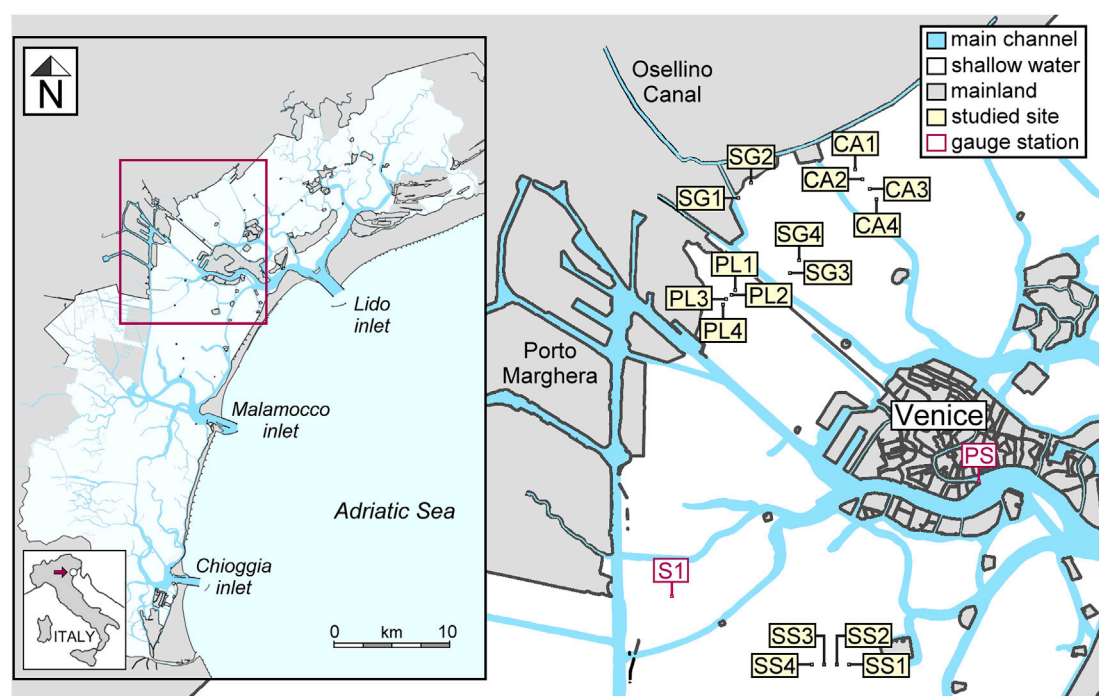 N
Lido
inlet
Malamocco
inlet
Adriatic Sea
Chioggia
inlet
ITALY
0 km 10
Osellino
Canal
main channel
shallow water
mainland
studied site
gauge station
SG2
CA1
CA2
SG1
CA3
CA4
SG4
PL1
SG3
PL3
PL2
PL4
Porto
Marghera
Venice
PS
S1
SS3
SS2
SS4
SS1